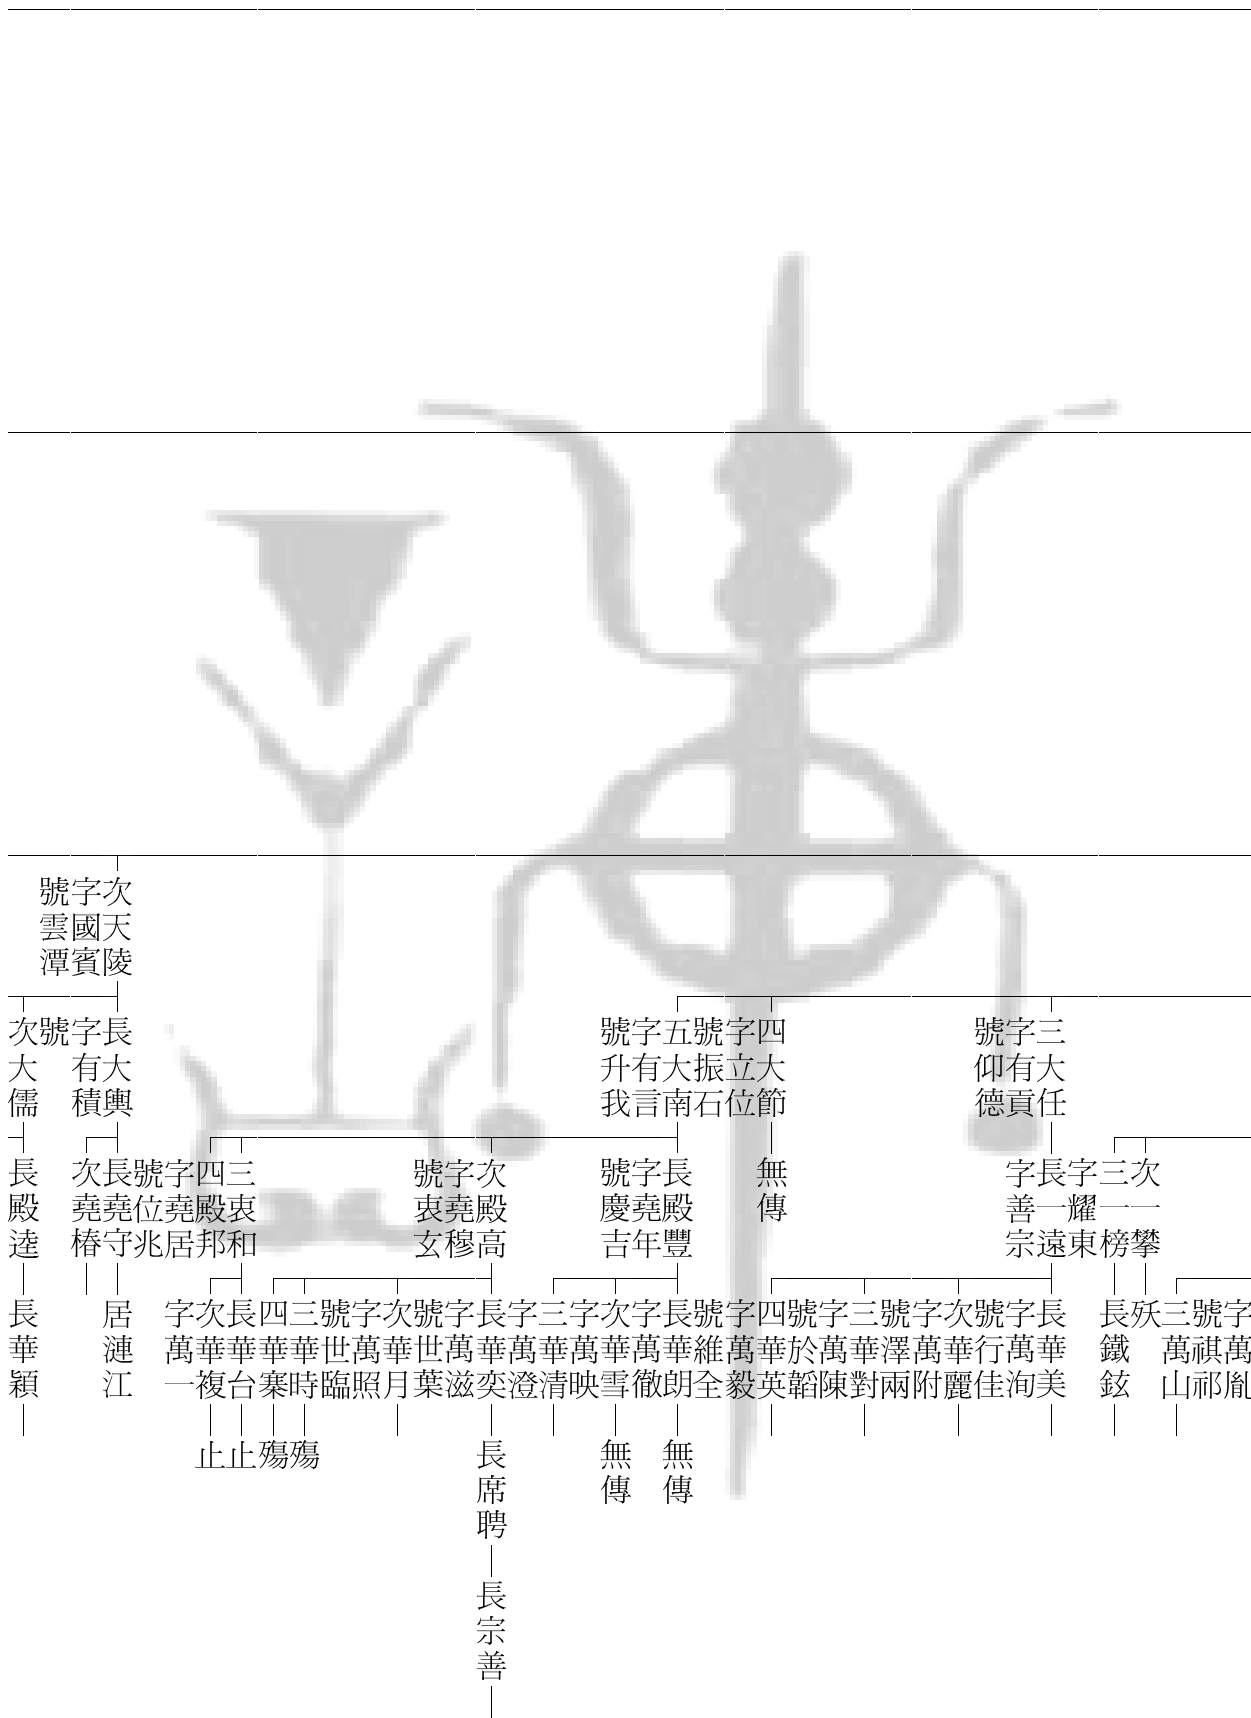 次天陵
字國賓
號雲潭
三大任
字有貢
號仰德
四大節
字立位
號振石
五大南
字有言
號升我
長大輿
字有積
號
次大儒
次一攀
三一榜
字耀東
長一遠
字善宗
無傳
長殿豐
字堯年
號慶吉
次殿高
字堯穆
號衷玄
三衷和
四殿邦
字堯居
號位兆
長堯守
次堯椿
長殿逵
字萬胤
號祺祁
三萬山
殀
長鐵鉉
長華美
字萬洵
號行佳
次華麗
字萬附
號澤兩
三華對
字萬陳
號於韜
四華英
字萬毅
號維全
長華朗
字萬徹
次華雪
字萬映
三華清
字萬澄
長華奕
字萬滋
號世葉
次華月
字萬照
號世臨
三華時
四華寨
長華台
次華複
字萬一
居漣江
長華穎
無傳
無傳
長席聘
殤
殤
止
止
長宗善